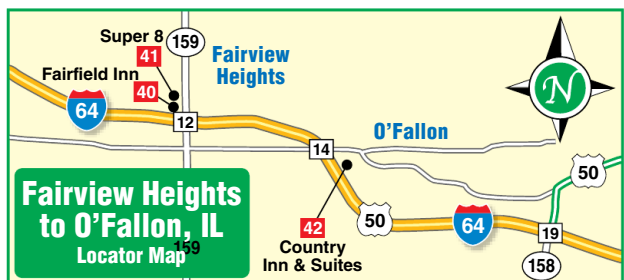 Super 8
41
159
Fairview
Heights
Fairfield Inn
40
64
12
N
O'Fallon
14
50
Fairview Heights
to O'Fallon, IL
Locator Map
159
42
Country
Inn & Suites
50
64
19
158